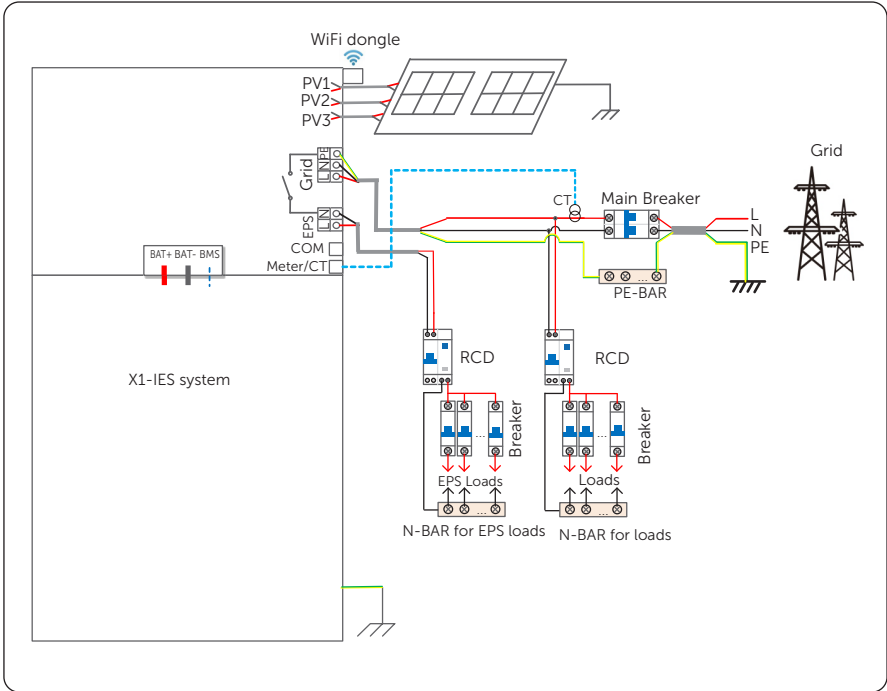 WiFi dongle
PV1
PV2
PV3
Grid
PE
N
L
EPS
N
L
COM
Meter/CT
BAT+ BAT- BMS
X1-IES system
CT
Main Breaker
Grid
L
N
PE
...
PE-BAR
RCD
RCD
...
Breaker
...
Breaker
EPS Loads
Loads
...
...
N-BAR for EPS loads
N-BAR for loads